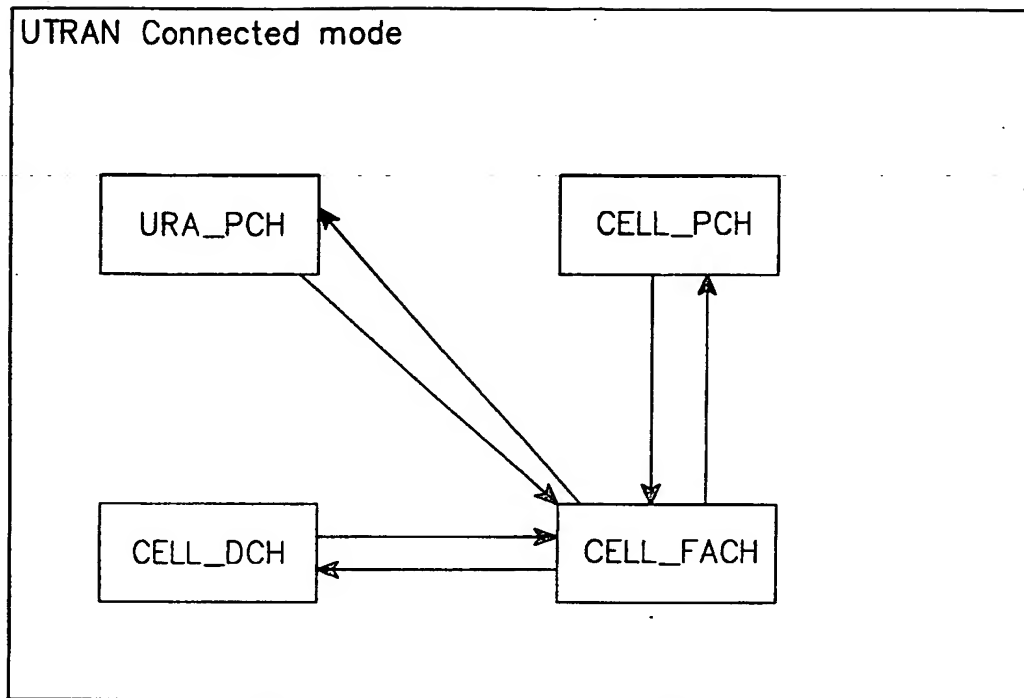 UTRAN Connected mode
URA_PCH
CELL_PCH
CELL_DCH
CELL_FACH